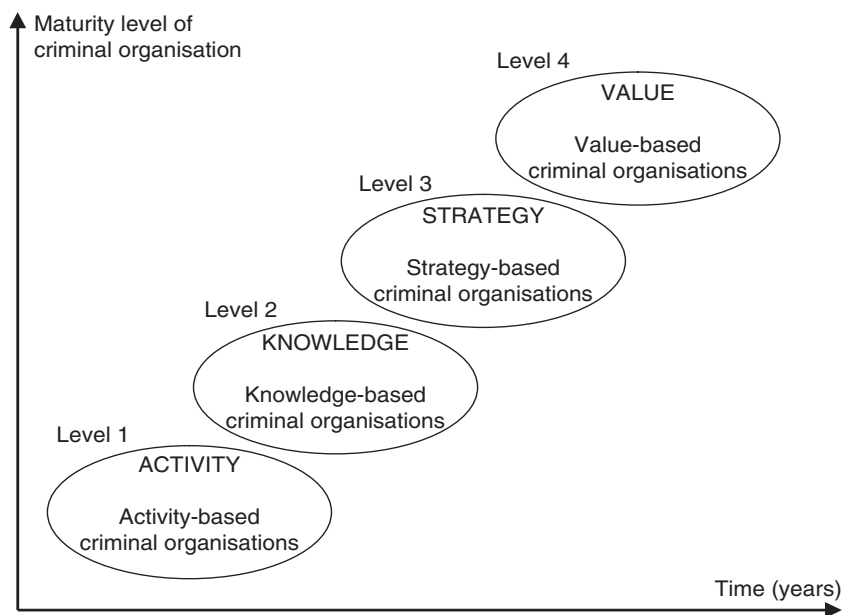 Maturity level of
criminal organisation
Level 4
VALUE
Value-based
criminal organisations
Level 3
STRATEGY
Strategy-based
criminal organisations
Level 2
KNOWLEDGE
Knowledge-based
criminal organisations
Level 1
ACTIVITY
Activity-based
criminal organisations
Time (years)